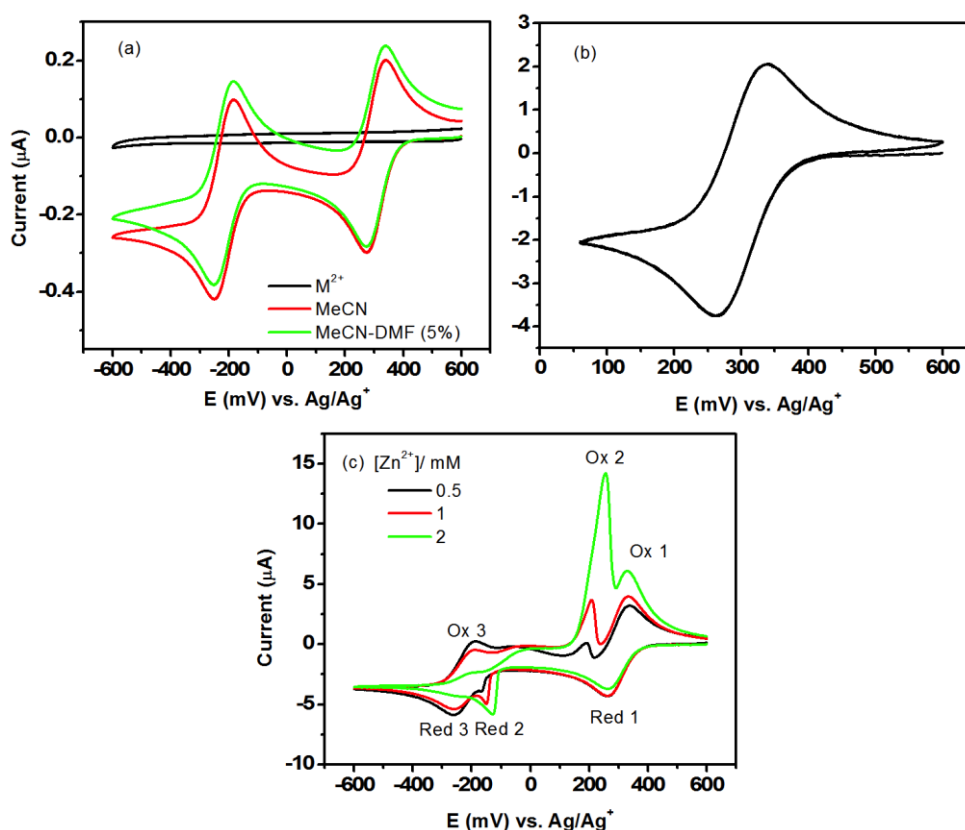 (a)
0.2
0.0
-0.2
-0.4
Current (μA)
M²⁺
MeCN
MeCN-DMF (5%)
-600 -400 -200 0 200 400 600
E (mV) vs. Ag/Ag⁺
(b)
2
1
0
-1
-2
-3
-4
0 100 200 300 400 500 600
E (mV) vs. Ag/Ag⁺
(c) [Zn²⁺]/ mM
0.5
1
2
15
10
5
0
-5
-10
Current (μA)
Ox 2
Ox 1
Ox 3
Red 3 Red 2 Red 1
-600 -400 -200 0 200 400 600
E (mV) vs. Ag/Ag⁺